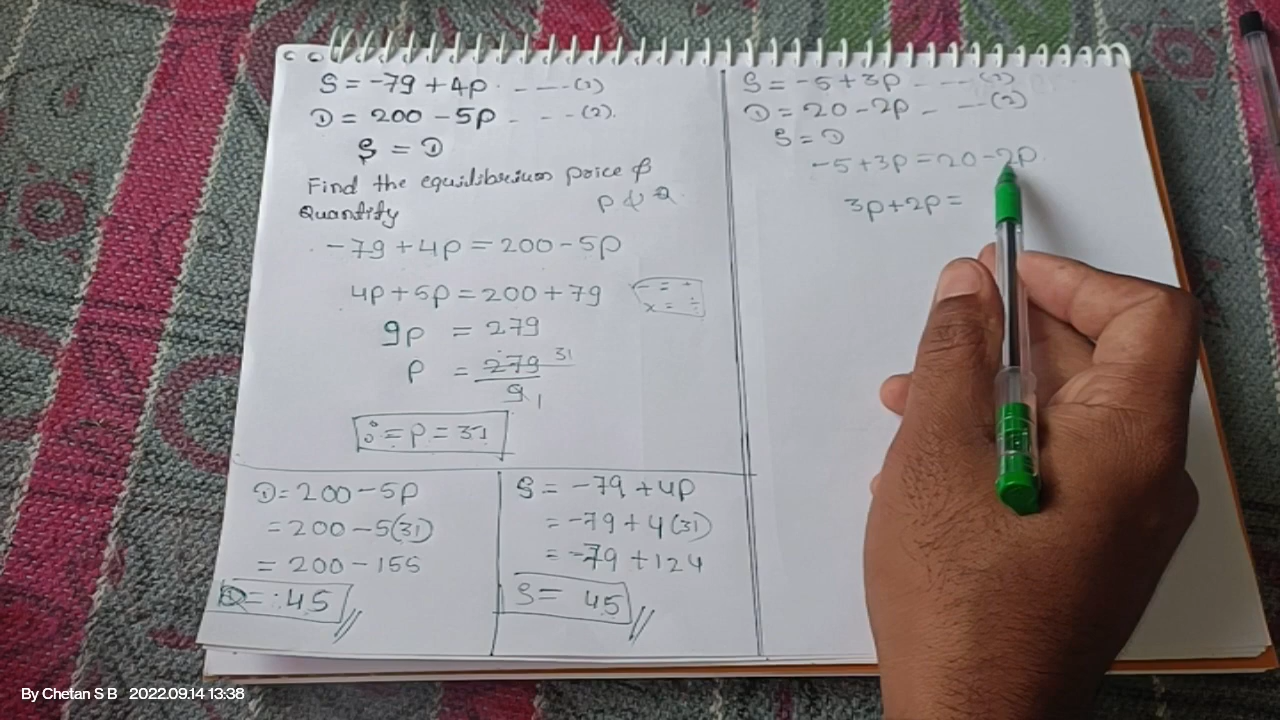 S = -79 + 4P - - - - (1)
D = 200 - 5P - - - (2).
S = D
Find the equilibrium price &
Quantity P & Q
-79 + 4P = 200 - 5P
4P + 5P = 200 + 79
9P = 279
P = 279 31
9 1
P = 31
D = 200 - 5P
= 200 - 5(31)
= 200 - 155
D = 45
S = -79 + 4P
= -79 + 4(31)
= -79 + 124
S = 45
S = -5 + 3P - - - - (1)
D = 20 - 2P - - - (2)
S = D
-5 + 3P = 20 - 2P
3P + 2P =
By Chetan S B 2022.09.14 13:38